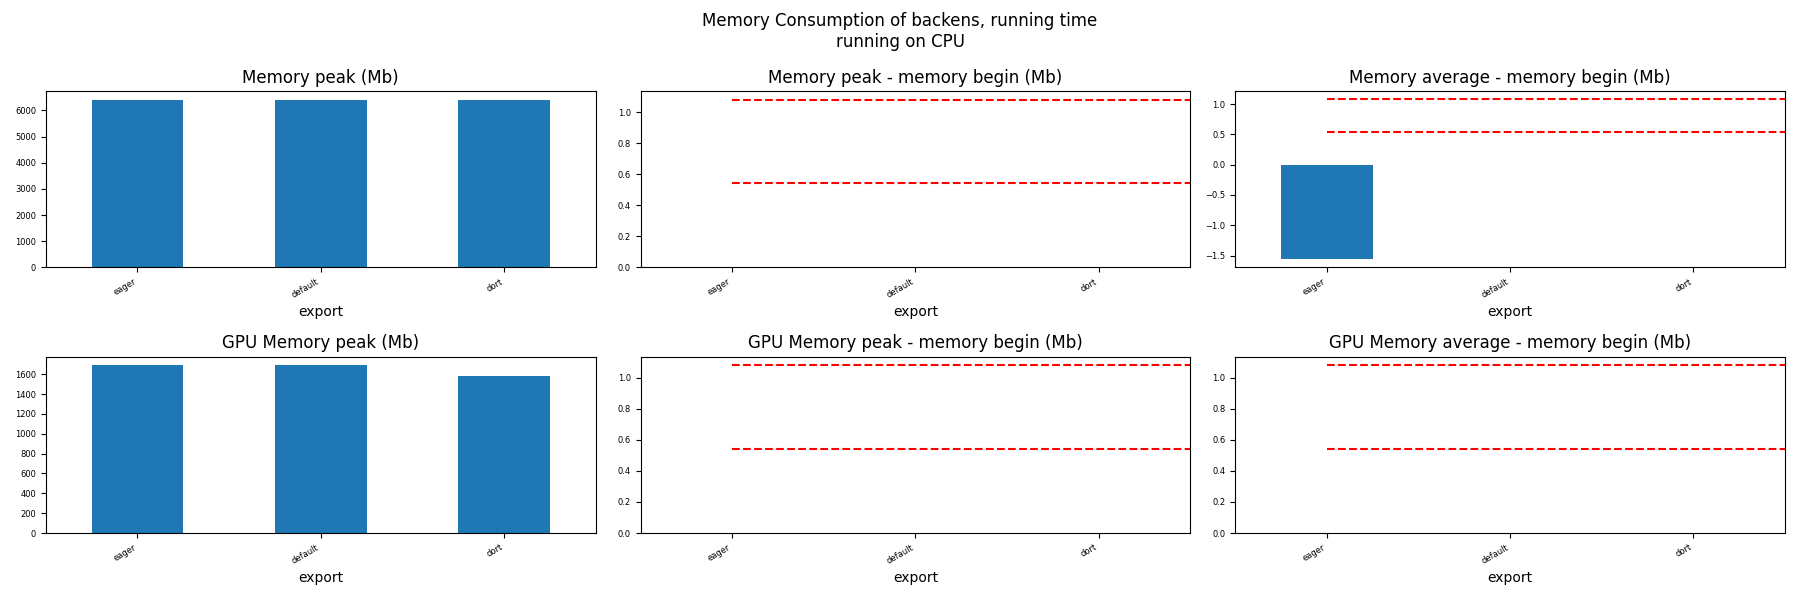 Memory Consumption of backens, running time
running on CPU
Memory peak (Mb)
6000
5000
4000
3000
2000
1000
0
eager
default
dort
export
Memory peak - memory begin (Mb)
1.0
0.8
0.6
0.4
0.2
0.0
eager
default
dort
export
Memory average - memory begin (Mb)
1.0
0.5
0.0
−0.5
−1.0
−1.5
eager
default
dort
export
GPU Memory peak (Mb)
1600
1400
1200
1000
800
600
400
200
0
eager
default
dort
export
GPU Memory peak - memory begin (Mb)
1.0
0.8
0.6
0.4
0.2
0.0
eager
default
dort
export
GPU Memory average - memory begin (Mb)
1.0
0.8
0.6
0.4
0.2
0.0
eager
default
dort
export